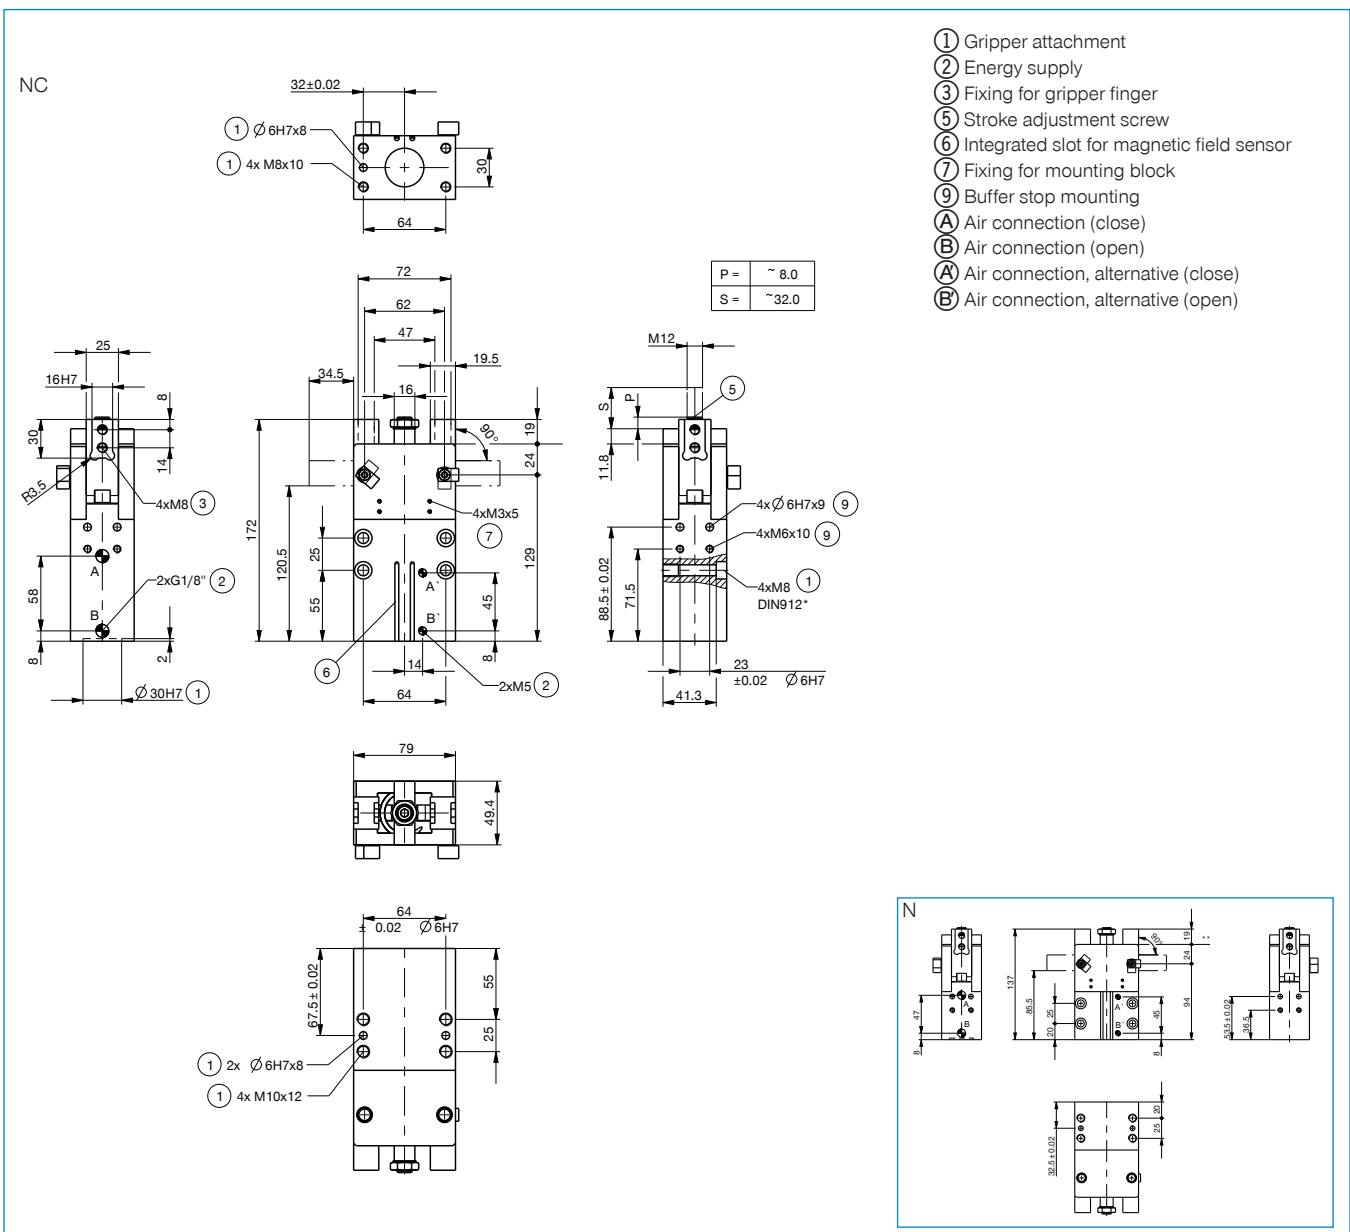 NC
① Gripper attachment
② Energy supply
③ Fixing for gripper finger
⑤ Stroke adjustment screw
⑥ Integrated slot for magnetic field sensor
⑦ Fixing for mounting block
⑨ Buffer stop mounting
Ⓐ Air connection (close)
Ⓑ Air connection (open)
A' Air connection, alternative (close)
B' Air connection, alternative (open)
32±0.02
① ∅ 6H7x8
① 4x M8x10
30
64
P = ~ 8.0
S = ~32.0
25
16H7
8
30
14
R3.5
4xM8 ③
A
2xG1/8" ②
58
B
8
2
∅ 30H7 ①
72
62
47
19.5
34.5
16
90°
19
24
172
120.5
4xM3x5
⑦
25
55
129
A`
45
B`
8
⑥
14
2xM5 ②
64
M12
S
P
⑤
11.8
4x ∅ 6H7x9 ⑨
4xM6x10 ⑨
4xM8 ①
DIN912*
88.5 ± 0.02
71.5
23
±0.02 ∅ 6H7
41.3
79
49.4
64
± 0.02 ∅ 6H7
67.5 ± 0.02
55
25
① 2x ∅ 6H7x8
① 4x M10x12
N
47
A
B
8
137
85.5
25
20
90°
19
24
94
A`
45
B`
8
53.5 ± 0.02
36.5
32.5 ± 0.02
20
25